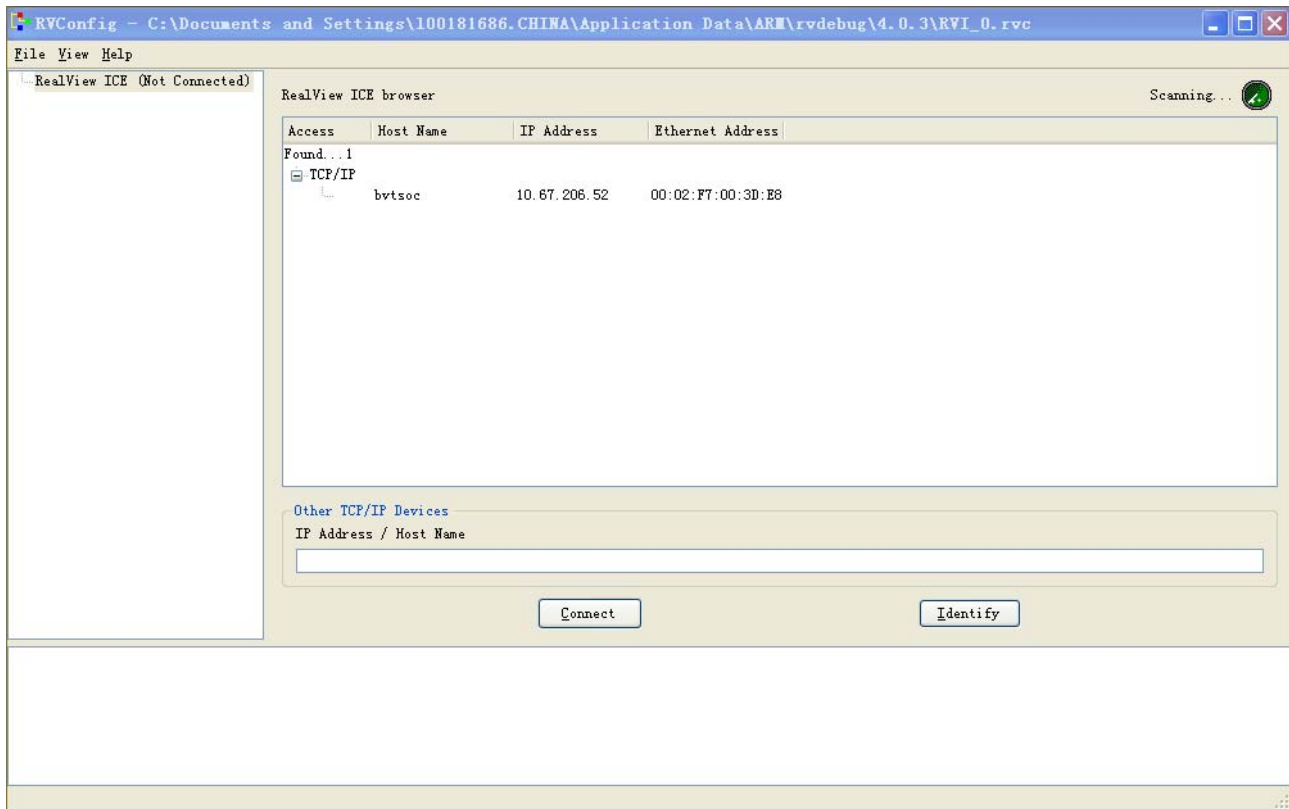 RVConfig - C:\Documents and Settings\l00181686.CHINA\Application Data\ARM\rvdebug\4.0.3\RVI_0.rvc
File View Help
RealView ICE (Not Connected)
RealView ICE browser
Scanning...
Access Host Name IP Address Ethernet Address
Found...1
TCP/IP
bvtsoc 10.67.206.52 00:02:F7:00:3D:E8
Other TCP/IP Devices
IP Address / Host Name
Connect Identify